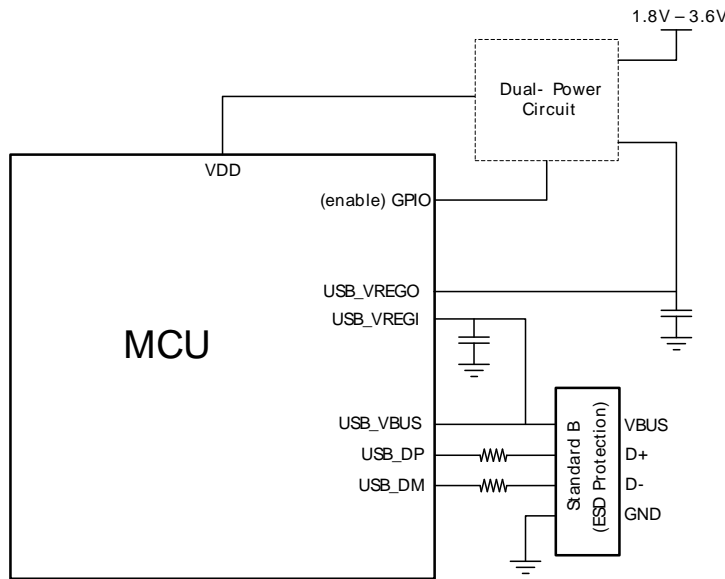 1.8V – 3.6V
Dual- Power
Circuit
VDD
(enable) GPIO
USB_VREGO
USB_VREGI
MCU
USB_VBUS
USB_DP
USB_DM
Standard B
(ESD Protection)
VBUS
D+
D-
GND